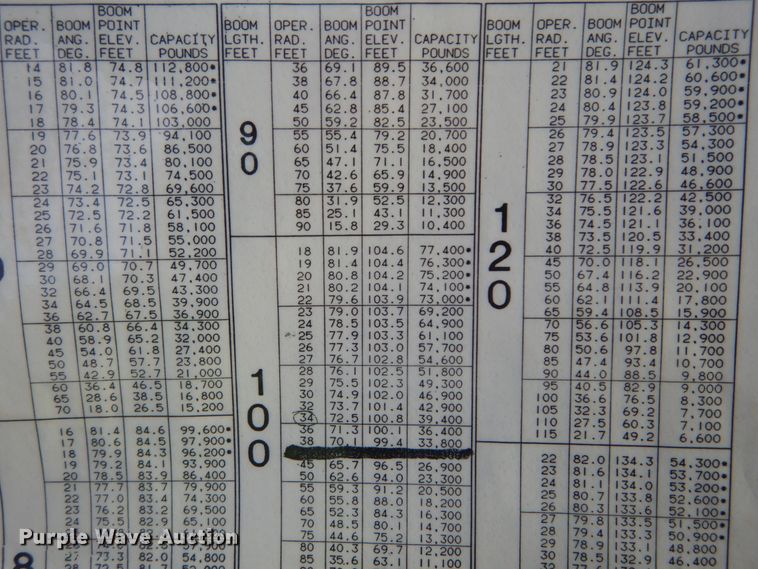 OPER. RAD. FEET BOOM ANG. DEG. BOOM POINT ELEV. FEET CAPACITY POUNDS
14 81.8 74.8 112,800*
15 81.0 74.7 111,200*
16 80.1 74.5 108,800*
17 79.3 74.3 106,600*
18 78.4 74.1 103,000
19 77.6 73.9 94,100
20 76.8 73.6 86,500
21 75.9 73.4 80,100
22 75.1 73.1 74,500
23 74.2 72.8 69,600
24 73.4 72.5 65,300
25 72.5 72.2 61,500
26 71.6 71.8 58,100
27 70.8 71.5 55,000
28 69.9 71.1 52,200
29 69.0 70.7 49,700
30 68.1 70.3 47,400
32 66.4 69.5 43,300
34 64.5 68.5 39,900
36 62.7 67.5 36,900
38 60.8 66.4 34,300
40 58.9 65.2 32,000
45 54.0 61.8 27,400
50 48.7 57.7 23,800
55 42.9 52.7 21,000
60 36.4 46.5 18,700
65 28.6 38.5 16,800
70 18.0 26.5 15,200
16 81.4 84.6 99,600*
17 80.6 84.5 97,900*
18 79.9 84.3 96,200*
19 79.2 84.1 93,900
20 78.5 83.9 86,400
21 77.7 83.7 79,900
22 77.0 83.4 74,300
23 76.2 83.2 69,500
24 75.5 82.9 65,100
27 73.3 82.0 54,800
8
BOOM LGTH. FEET OPER. RAD. FEET BOOM ANG. DEG. BOOM POINT ELEV. FEET CAPACITY POUNDS
90
36 69.1 89.5 36,600
38 67.8 88.7 34,000
40 66.4 87.8 31,700
45 62.8 85.4 27,100
50 59.2 82.5 23,500
55 55.4 79.2 20,700
60 51.4 75.5 18,400
65 47.1 71.1 16,500
70 42.6 65.9 14,900
75 37.6 59.9 13,500
80 31.9 52.5 12,300
85 25.1 43.1 11,300
90 15.8 29.3 10,400
100
18 81.9 104.6 77,400*
19 81.4 104.4 76,300*
20 80.8 104.2 75,200*
21 80.2 104.1 74,100*
22 79.6 103.9 73,000*
23 79.0 103.7 69,200
24 78.5 103.5 64,900
25 77.9 103.3 61,100
26 77.3 103.0 57,700
27 76.7 102.8 54,600
28 76.1 102.5 51,800
29 75.5 102.3 49,300
30 74.9 102.0 46,900
32 73.7 101.4 42,900
34 72.5 100.8 39,400
36 71.3 100.1 36,400
38 70.1 99.4 33,800
45 65.7 96.5 26,900
50 62.6 94.0 23,300
55 59.3 91.2 20,500
60 55.8 88.0 18,200
65 52.3 84.3 16,300
70 48.5 80.1 14,700
75 44.6 75.2 13,300
80 40.3 69.7 12,200
85 35.6 63.1 11,100
BOOM LGTH. FEET OPER. RAD. FEET BOOM ANG. DEG. BOOM POINT ELEV. FEET CAPACITY POUNDS
120
21 81.9 124.3 61,300*
22 81.4 124.2 60,600*
23 80.9 124.0 59,900*
24 80.4 123.8 59,200*
25 79.9 123.7 58,500*
26 79.4 123.5 57,300
27 78.9 123.3 54,300
28 78.5 123.1 51,500
29 78.0 122.9 48,900
30 77.5 122.6 46,600
32 76.5 122.2 42,500
34 75.5 121.6 39,000
36 74.5 121.1 36,100
38 73.5 120.5 33,400
40 72.5 119.9 31,200
45 70.0 118.1 26,500
50 67.4 116.2 22,900
55 64.8 113.9 20,100
60 62.1 111.4 17,800
65 59.4 108.5 15,900
70 56.6 105.3 14,300
75 53.6 101.8 12,900
80 50.6 97.8 11,700
85 47.4 93.4 10,700
90 44.0 88.5 9,800
95 40.5 82.9 9,000
100 36.6 76.5 8,300
105 32.3 69.2 7,700
110 27.5 60.3 7,100
115 21.7 49.2 6,600
22 82.0 134.3 54,300*
23 81.6 134.1 53,700*
24 81.1 134.0 53,200*
25 80.7 133.8 52,600*
26 80.3 133.6 52,100*
27 79.8 133.5 51,500*
28 79.4 133.3 50,900*
29 78.9 133.1 48,800
30 78.5 132.9 46,400
Purple Wave Auction